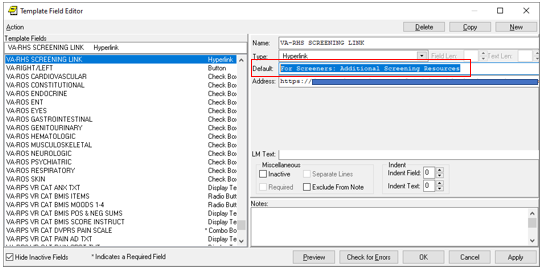 Template Field Editor
Action
Delete Copy New
Template Fields
VA-RHS SCREENING LINK Hyperlink
VA-RHS SCREENING LINK Hyperlink
VA-RIGHT/LEFT Button
VA-ROS CARDIOVASCULAR Check Box
VA-ROS CONSTITUTIONAL Check Box
VA-ROS ENDOCRINE Check Box
VA-ROS ENT Check Box
VA-ROS EYES Check Box
VA-ROS GASTROINTESTINAL Check Box
VA-ROS GENITOURINARY Check Box
VA-ROS HEMATOLOGIC Check Box
VA-ROS MUSCULOSKELETAL Check Box
VA-ROS NEUROLOGIC Check Box
VA-ROS PSYCHIATRIC Check Box
VA-ROS RESPIRATORY Check Box
VA-ROS SKIN Check Box
VA-RPS VR CAT ANX TXT Display Te
VA-RPS VR CAT BMIS ITEMS Radio Butt
VA-RPS VR CAT BMIS MOODS 1-4 Radio Butt
VA-RPS VR CAT BMIS POS & NEG SUMS Display Te
VA-RPS VR CAT BMIS SCORE INSTRUCT Display Te
VA-RPS VR CAT DVPRS PAIN SCALE * Combo Bo
VA-RPS VR CAT PAIN AD TXT Display Te
Name: VA-RHS SCREENING LINK
Type: Hyperlink Field Len: Text Len:
Default: For Screeners: Additional Screening Resources
Address: https://
LM Text:
Miscellaneous
Inactive Separate Lines
Required Exclude From Note
Indent
Indent Field: 0
Indent Text: 0
Notes:
Hide Inactive Fields * Indicates a Required Field
Preview Check for Errors OK Cancel Apply